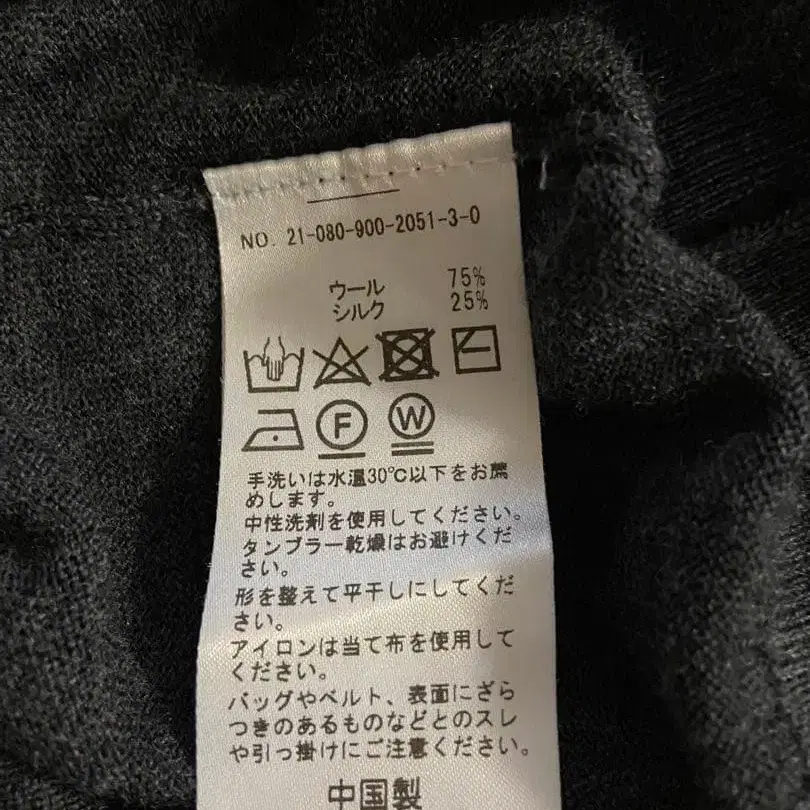 NO. 21-080-900-2051-3-0
ウール 75%
シルク 25%
F W
手洗いは水温30℃以下をお薦
めします。
中性洗剤を使用してください。
タンブラー乾燥はお避けくだ
さい。
形を整えて平干しにしてくだ
さい。
アイロンは当て布を使用して
ください。
バッグやベルト、表面にざら
つきのあるものなどとのスレ
や引っ掛けにご注意ください。
中国製